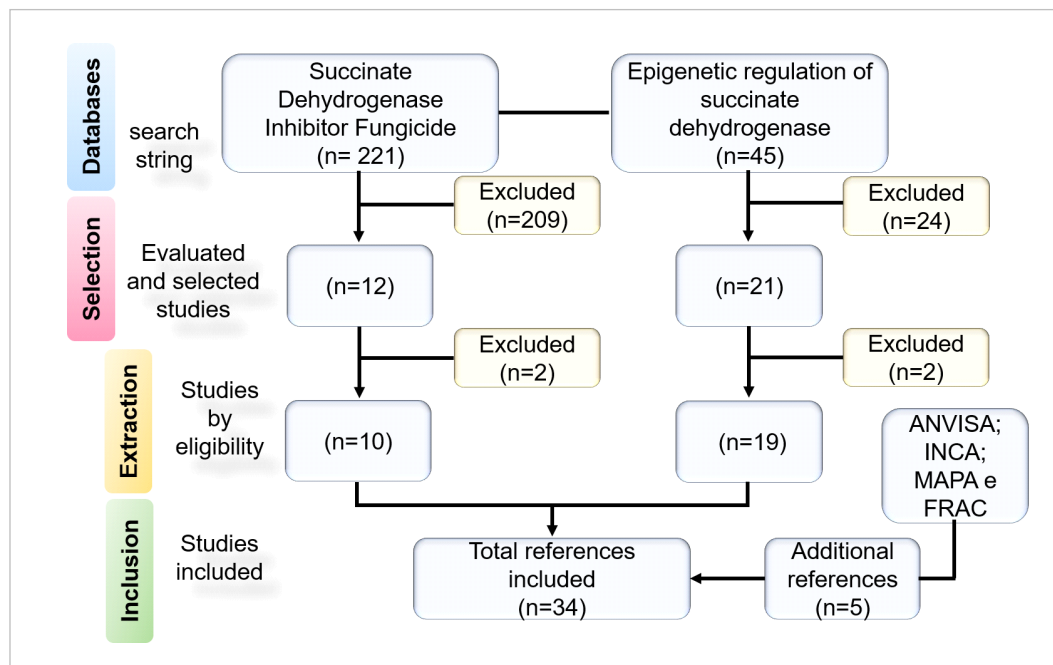 Databases
search
string
Succinate
Dehydrogenase
Inhibitor Fungicide
(n= 221)
Epigenetic regulation of
succinate
dehydrogenase
(n=45)
Excluded
(n=209)
Excluded
(n=24)
Selection
Evaluated
and selected
studies
(n=12)
(n=21)
Excluded
(n=2)
Excluded
(n=2)
Extraction
Studies
by
eligibility
(n=10)
(n=19)
ANVISA;
INCA;
MAPA e
FRAC
Inclusion
Studies
included
Total references
included
(n=34)
Additional
references
(n=5)